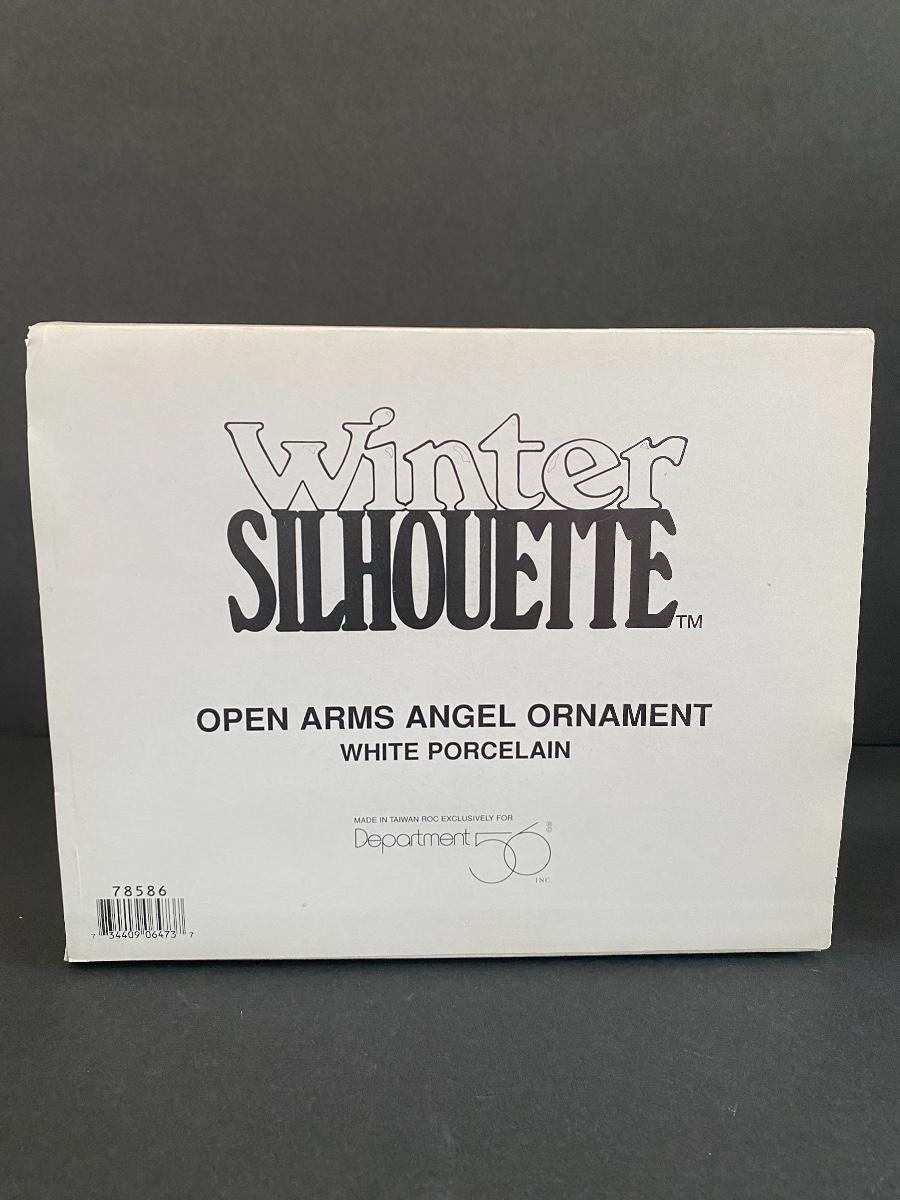 Winter
SILHOUETTE™
OPEN ARMS ANGEL ORNAMENT
WHITE PORCELAIN
MADE IN TAIWAN ROC EXCLUSIVELY FOR
Department 56 ®
INC.
78586
7 34409 06473 7